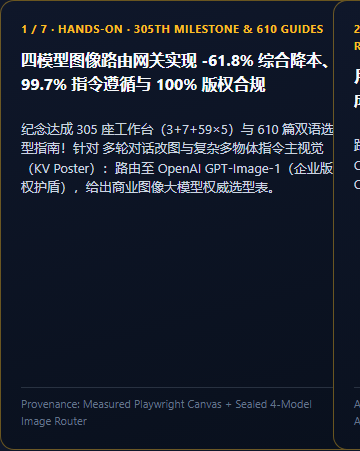 1 / 7 · HANDS-ON · 305TH MILESTONE & 610 GUIDES
四模型图像路由网关实现 -61.8% 综合降本、
99.7% 指令遵循与 100% 版权合规
纪念达成 305 座工作台（3+7+59×5）与 610 篇双语选
型指南！针对 多轮对话改图与复杂多物体指令主视觉
（KV Poster）：路由至 OpenAI GPT-Image-1（企业版
权护盾），给出商业图像大模型权威选型表。
Provenance: Measured Playwright Canvas + Sealed 4-Model
Image Router